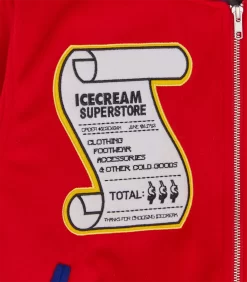 ICECREAM
SUPERSTORE
CLOTHING
FOOTWEAR
ACCESSORIES
& OTHER COLD GOODS
TOTAL: $$$
THANKS FOR CHOOSING ICECREAM